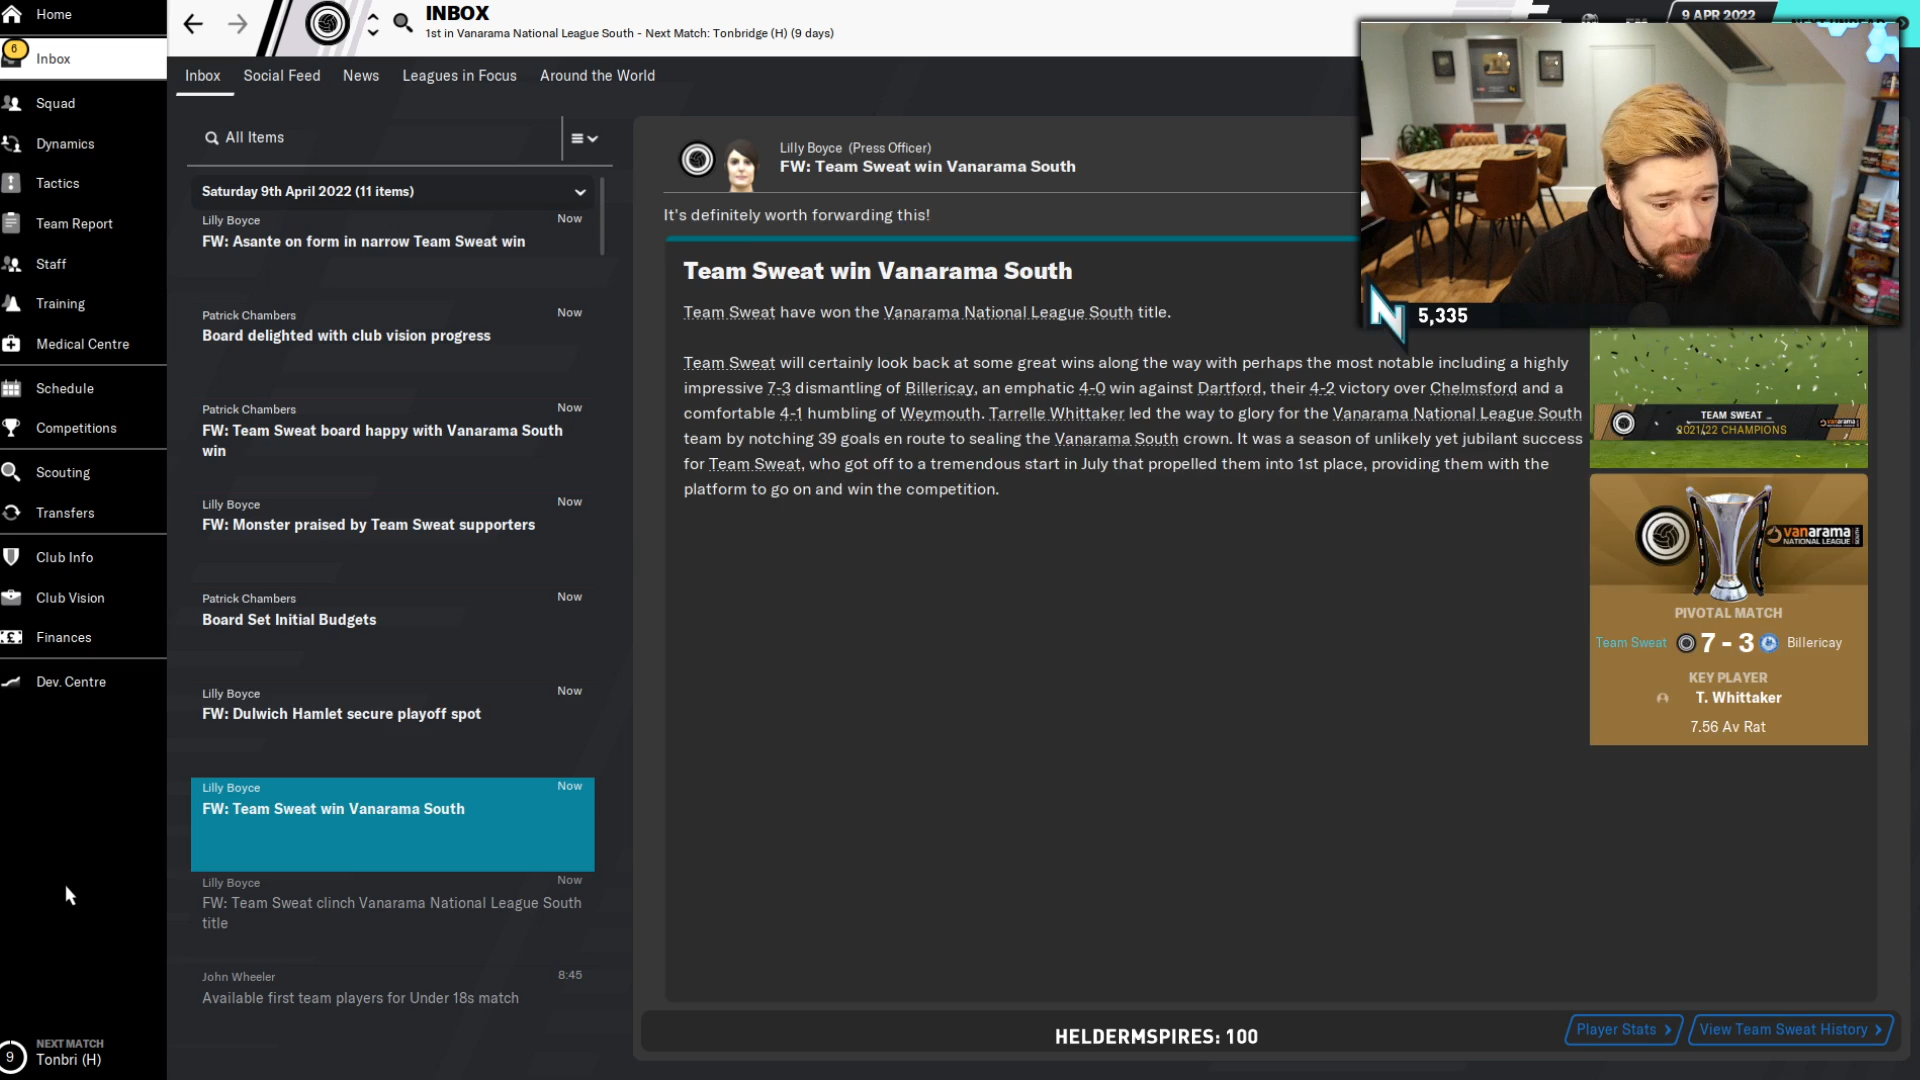 Home
6
Inbox
Squad
Dynamics
Tactics
Team Report
Staff
Training
Medical Centre
Schedule
Competitions
Scouting
Transfers
Club Info
Club Vision
Finances
Dev. Centre
9
NEXT MATCH
Tonbri (H)
INBOX
1st in Vanarama National League South - Next Match: Tonbridge (H) (9 days)
9 APR 2022
Inbox Social Feed News Leagues in Focus Around the World
All Items
Saturday 9th April 2022 (11 items)
Lilly Boyce Now
FW: Asante on form in narrow Team Sweat win
Patrick Chambers Now
Board delighted with club vision progress
Patrick Chambers Now
FW: Team Sweat board happy with Vanarama South
win
Lilly Boyce Now
FW: Monster praised by Team Sweat supporters
Patrick Chambers Now
Board Set Initial Budgets
Lilly Boyce Now
FW: Dulwich Hamlet secure playoff spot
Lilly Boyce Now
FW: Team Sweat win Vanarama South
Lilly Boyce Now
FW: Team Sweat clinch Vanarama National League South
title
John Wheeler 8:45
Available first team players for Under 18s match
Lilly Boyce (Press Officer)
FW: Team Sweat win Vanarama South
It's definitely worth forwarding this!
Team Sweat win Vanarama South
Team Sweat have won the Vanarama National League South title.
Team Sweat will certainly look back at some great wins along the way with perhaps the most notable including a highly
impressive 7-3 dismantling of Billericay, an emphatic 4-0 win against Dartford, their 4-2 victory over Chelmsford and a
comfortable 4-1 humbling of Weymouth. Tarrelle Whittaker led the way to glory for the Vanarama National League South
team by notching 39 goals en route to sealing the Vanarama South crown. It was a season of unlikely yet jubilant success
for Team Sweat, who got off to a tremendous start in July that propelled them into 1st place, providing them with the
platform to go on and win the competition.
N 5,335
TEAM SWEAT
2021/22 CHAMPIONS
vanarama
NATIONAL LEAGUE
SOUTH
PIVOTAL MATCH
Team Sweat 7 - 3 Billericay
KEY PLAYER
T. Whittaker
7.56 Av Rat
HELDERMSPIRES: 100
Player Stats
View Team Sweat History